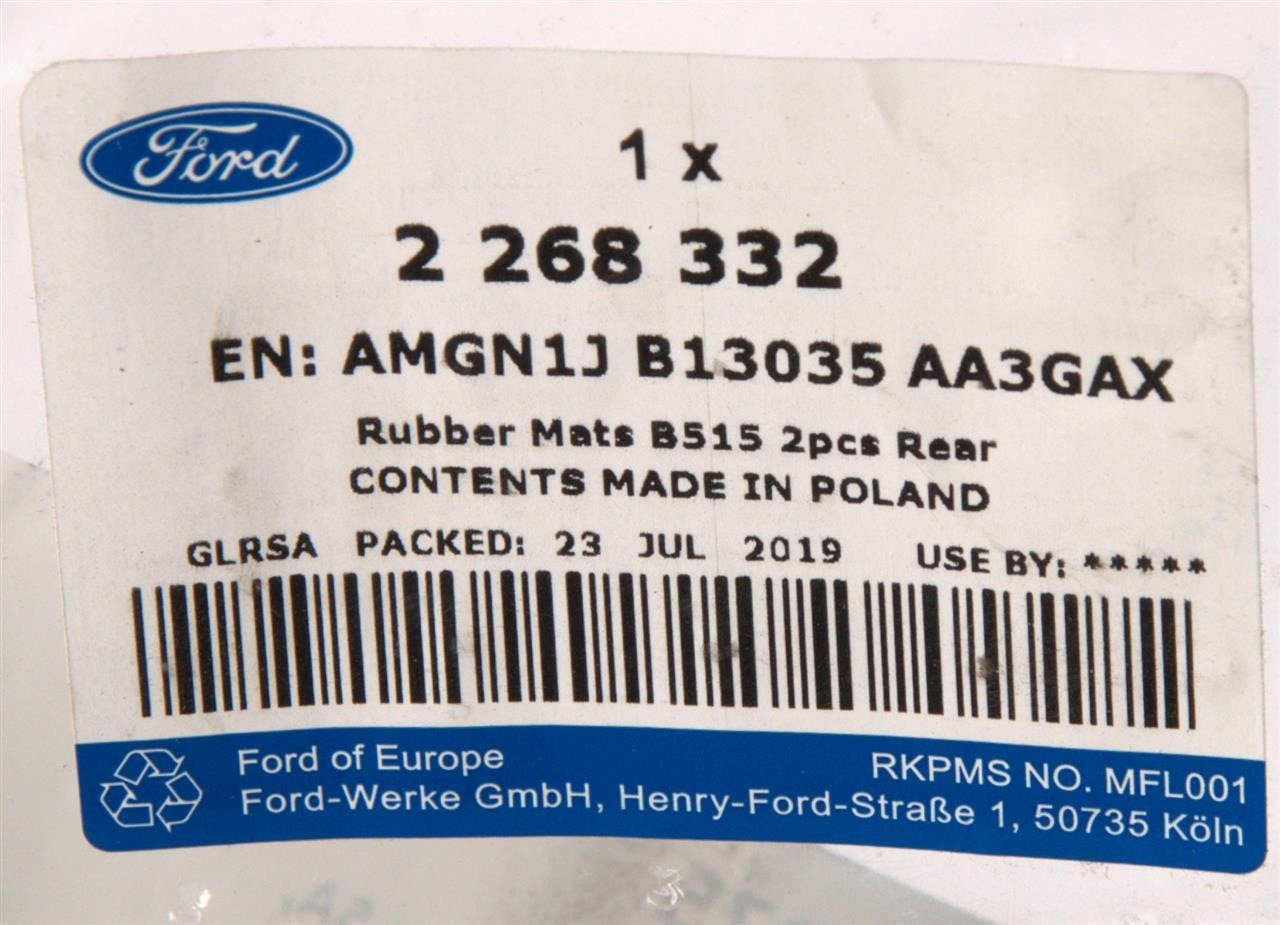 Ford
1 x
2 268 332
EN: AMGN1J B13035 AA3GAX
Rubber Mats B515 2pcs Rear
CONTENTS MADE IN POLAND
GLRSA PACKED: 23 JUL 2019 USE BY: *****
Ford of Europe
RKPMS NO. MFL001
Ford-Werke GmbH, Henry-Ford-Straße 1, 50735 Köln